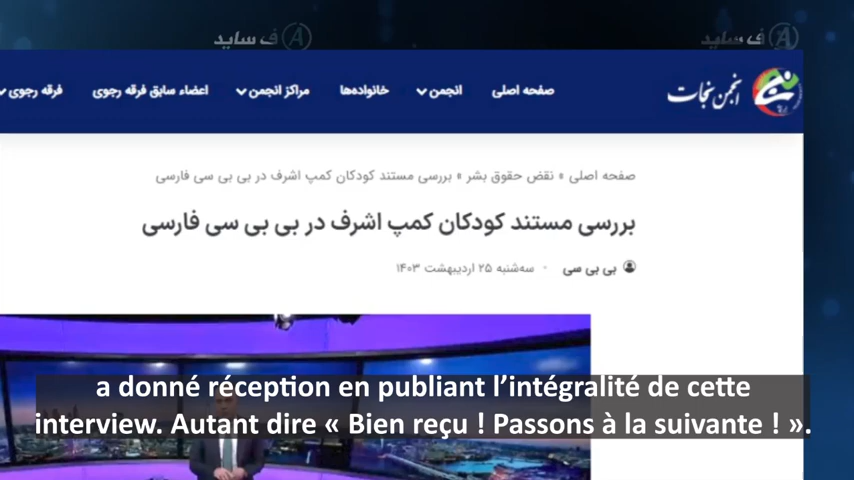 ف ساید
ف ساید
انجمن نجات
صفحه اصلی
انجمن
خانواده‌ها
مراکز انجمن
اعضاء سابق فرقه رجوی
فرقه رجوی
صفحه اصلی » نقض حقوق بشر » بررسی مستند کودکان کمپ اشرف در بی بی سی فارسی
بررسی مستند کودکان کمپ اشرف در بی بی سی فارسی
بی بی سی • سه‌شنبه ۲۵ اردیبهشت ۱۴۰۳
a donné réception en publiant l’intégralité de cette
interview. Autant dire « Bien reçu ! Passons à la suivante ! ».